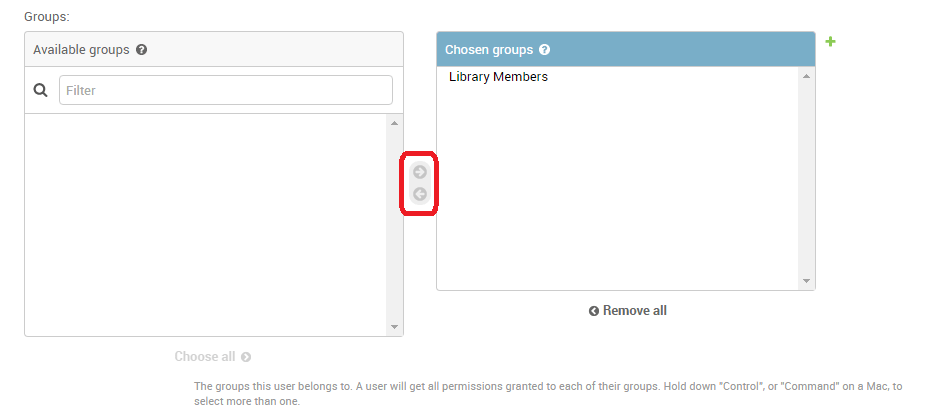 Groups:
Available groups
Chosen groups
Filter
Library Members
Remove all
Choose all
The groups this user belongs to. A user will get all permissions granted to each of their groups. Hold down "Control", or "Command" on a Mac, to
select more than one.